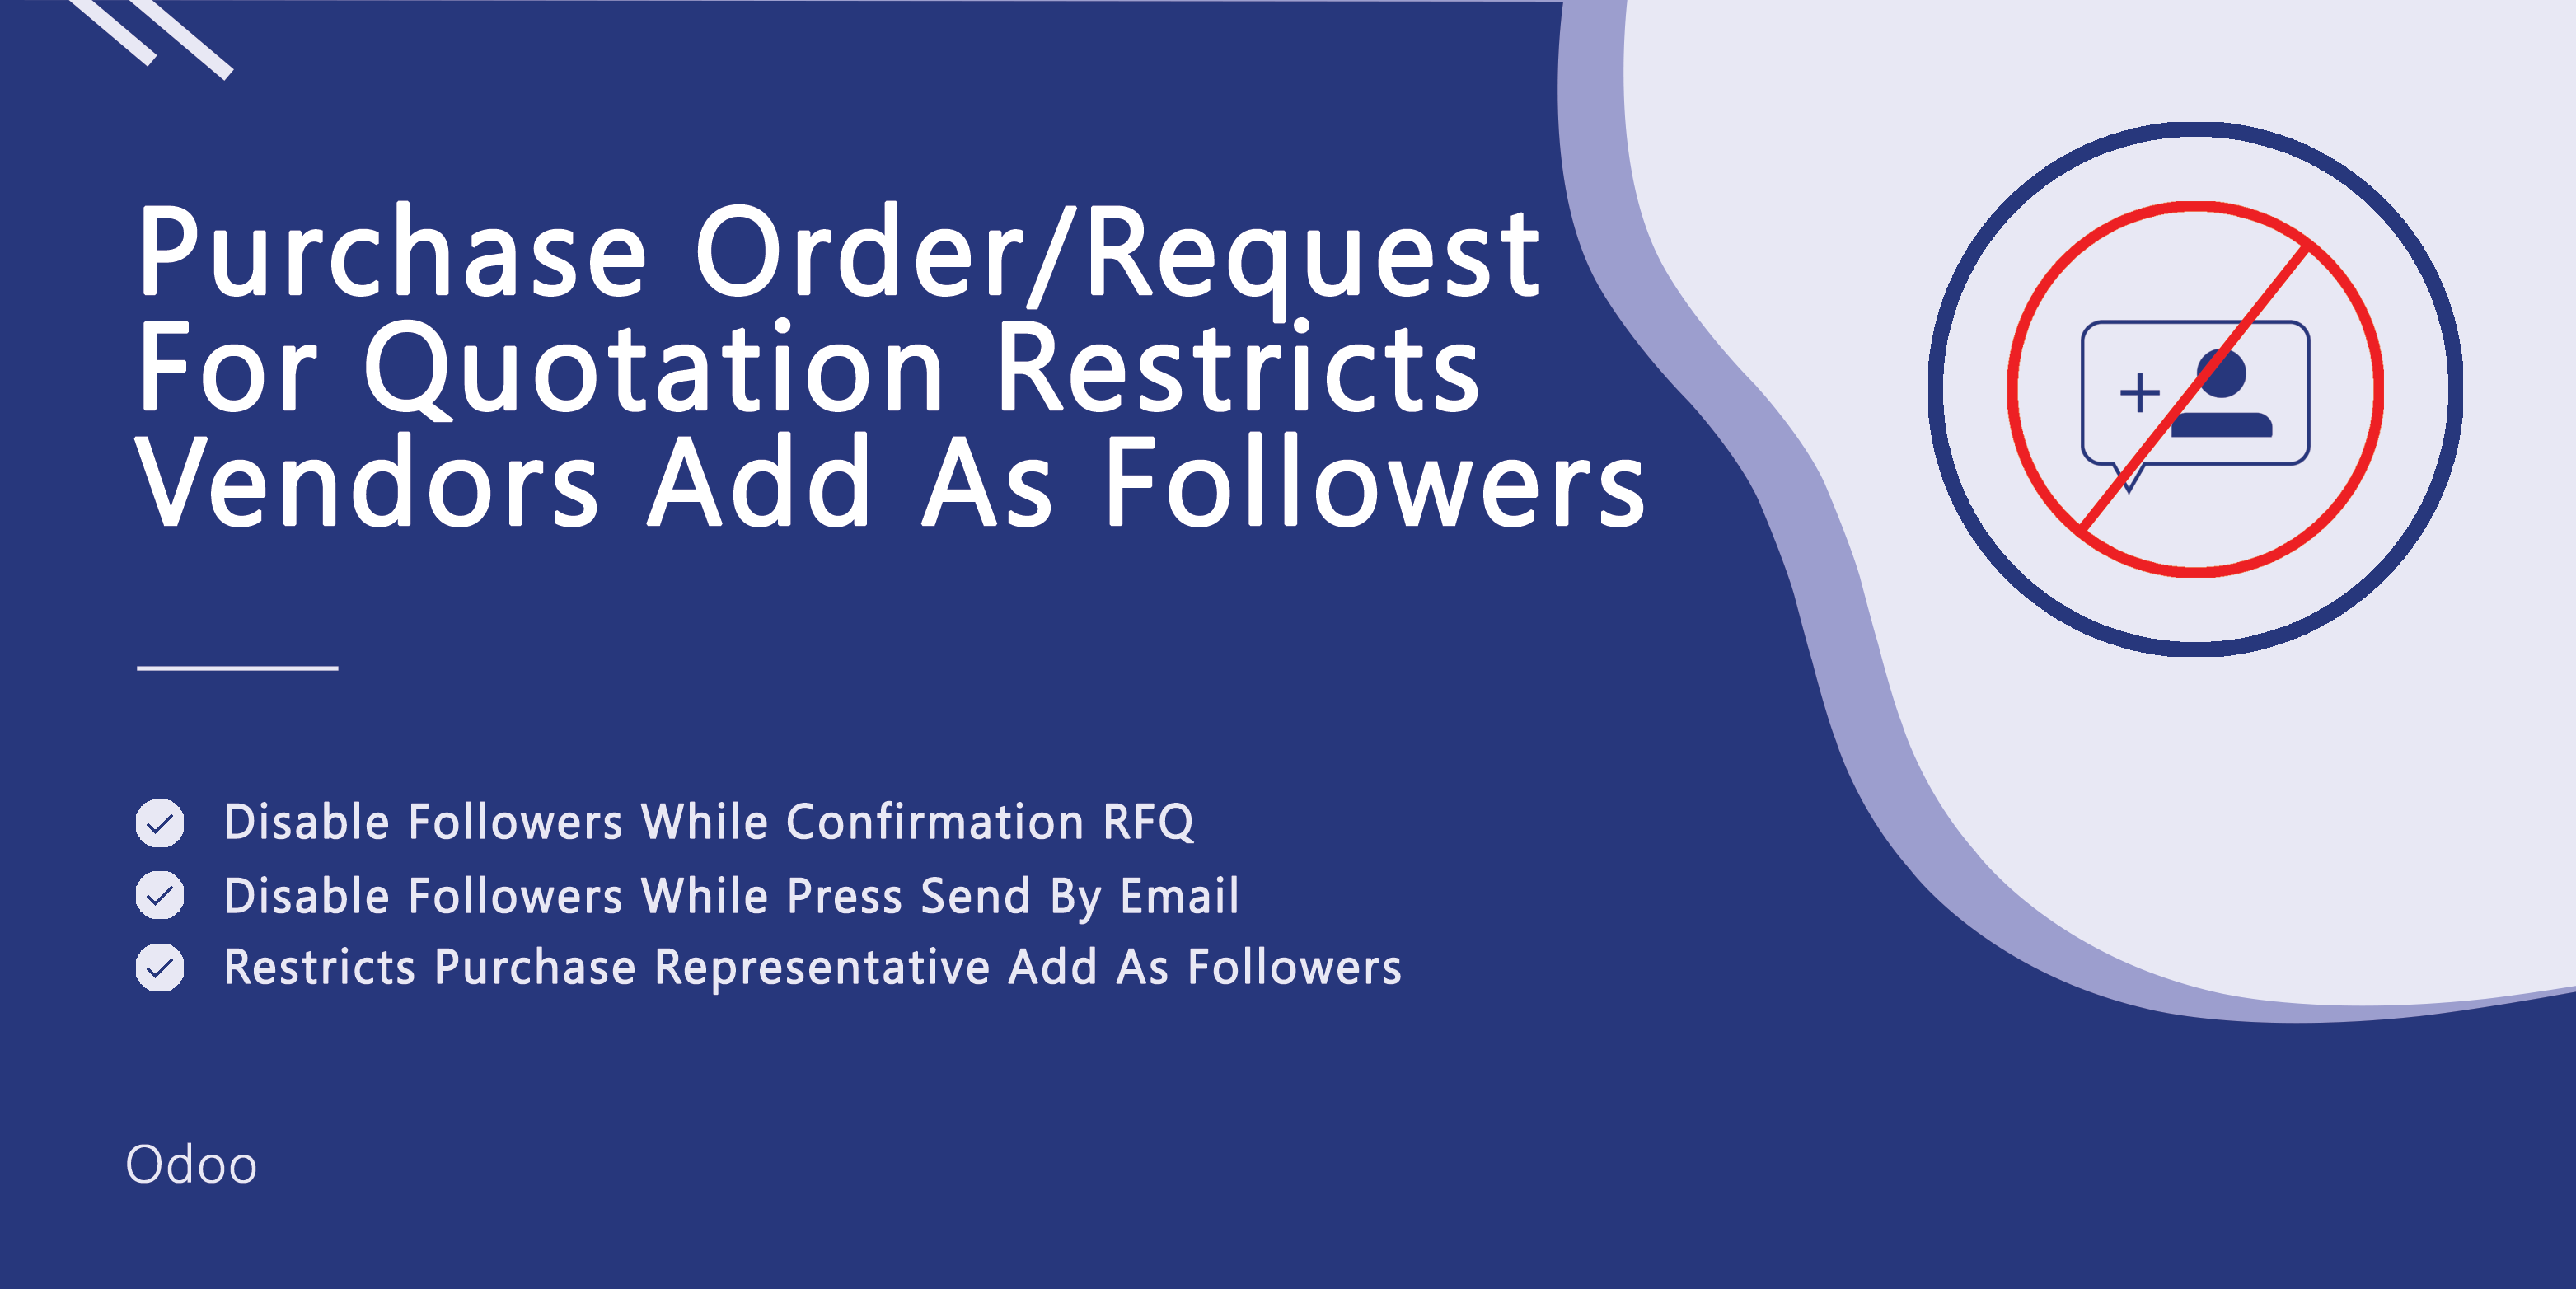 Purchase Order/Request
For Quotation Restricts
Vendors Add As Followers
Disable Followers While Confirmation RFQ
Disable Followers While Press Send By Email
Restricts Purchase Representative Add As Followers
Odoo